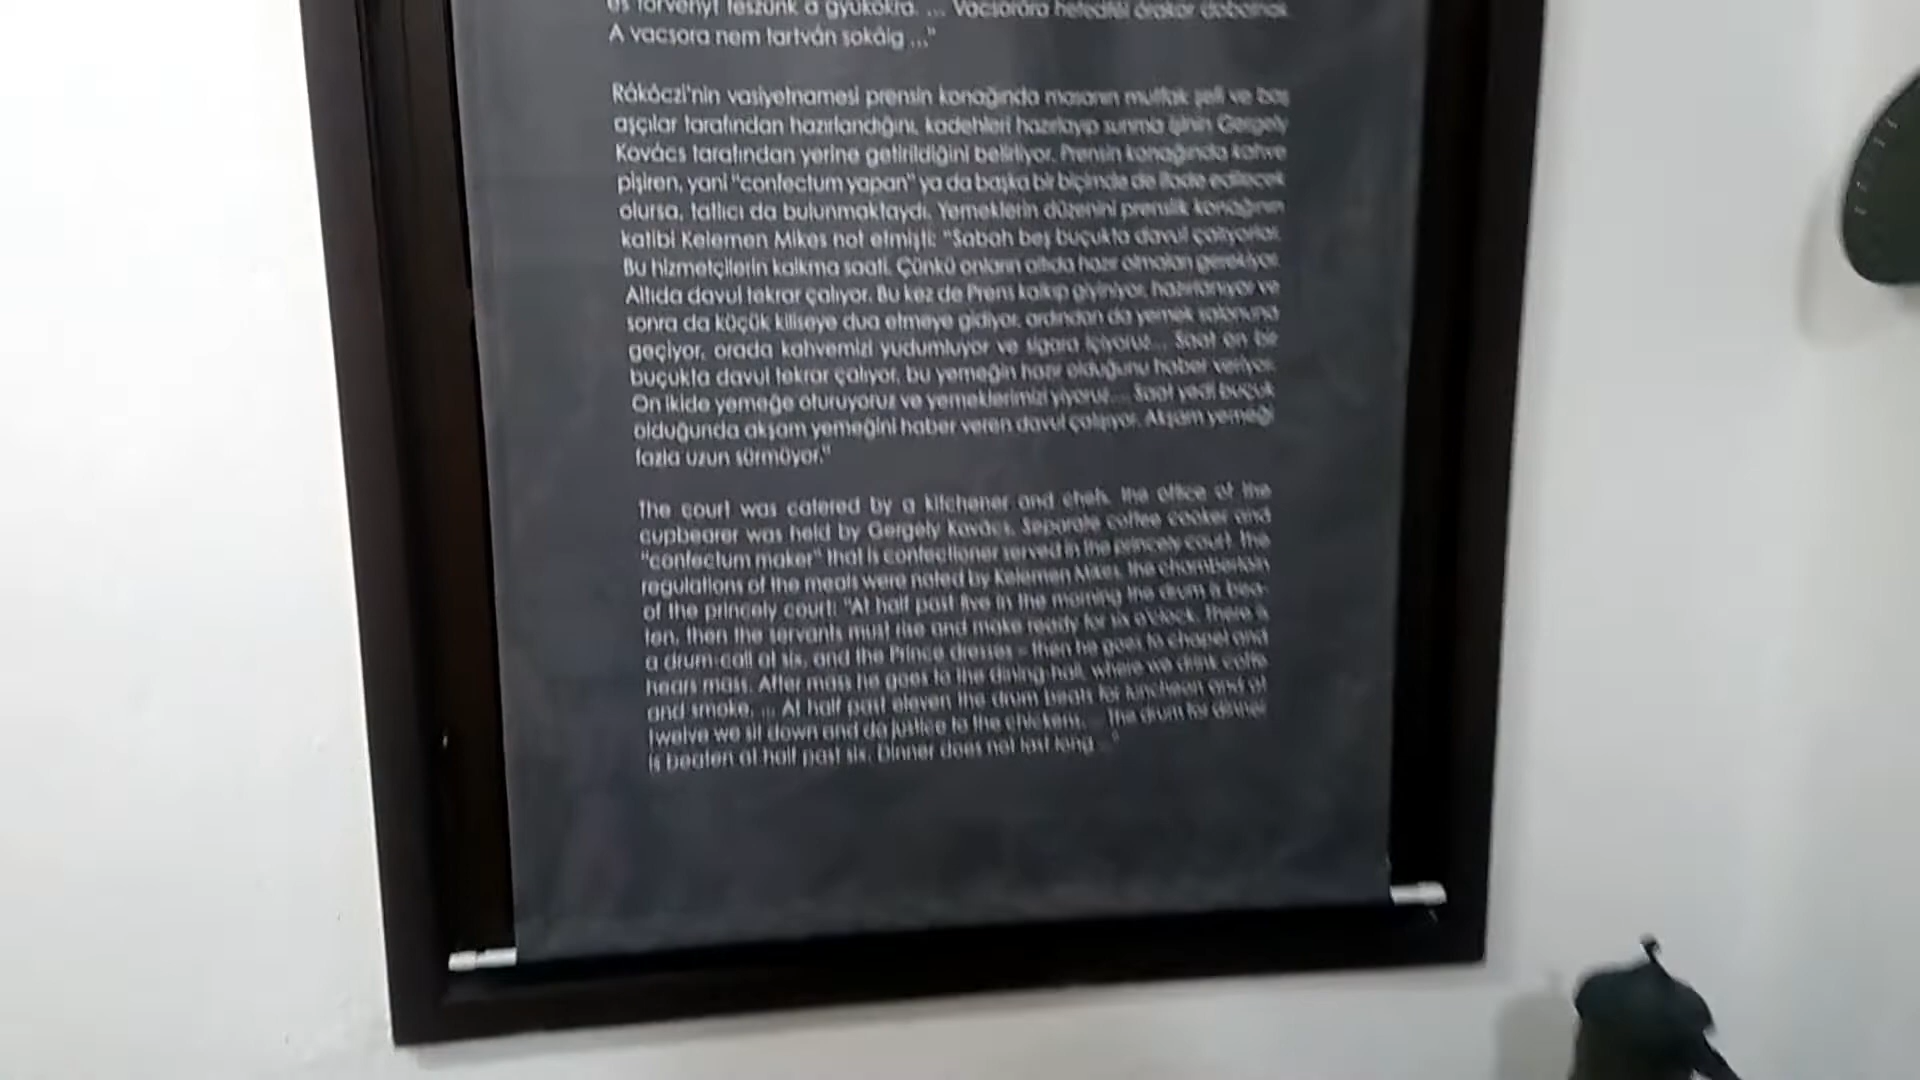 és törvényt teszünk a gyúkokra. ... Vacsorára hetedfél órakor dobolnak.
A vacsora nem tartván sokáig ..."
Rákóczi'nin vasiyetnamesi prensin konağında masanın mutfak şefi ve baş
aşçılar tarafından hazırlandığını, kadehleri hazırlayıp sunma işinin Gergely
Kovács tarafından yerine getirildiğini belirliyor. Prensin konağında kahve
pişiren, yani "confectum yapan" ya da başka bir biçimde de ifade edilecek
olursa, tatlıcı da bulunmaktaydı. Yemeklerin düzenini prenslik konağının
katibi Kelemen Mikes not etmişti: "Sabah beş buçukta davul çalıyorlar.
Bu hizmetçilerin kalkma saati. Çünkü onların altıda hazır olmaları gerekiyor.
Altıda davul tekrar çalıyor. Bu kez de Prens kalkıp giyiniyor, hazırlanıyor ve
sonra da küçük kiliseye dua etmeye gidiyor, ardından da yemek salonuna
geçiyor, orada kahvemizi yudumluyor ve sigara içiyoruz... Saat on bir
buçukta davul tekrar çalıyor, bu yemeğin hazır olduğunu haber veriyor.
On ikide yemeğe oturuyoruz ve yemeklerimizi yiyoruz.... Saat yedi buçuk
olduğunda akşam yemeğini haber veren davul çalıyor. Akşam yemeği
fazla uzun sürmüyor."
The court was catered by a kitchener and chefs, the office of the
cupbearer was held by Gergely Kovács. Separate coffee cooker and
"confectum maker" that is confectioner served in the princely court. The
regulations of the meals were noted by Kelemen Mikes, the chamberlain
of the princely court: "At half past five in the morning the drum is bea-
ten, then the servants must rise and make ready for six o'clock. There is
a drum-call at six, and the Prince dresses – then he goes to chapel and
hears mass. After mass he goes to the dining-hall, where we drink coffe
and smoke. ... At half past eleven the drum beats for luncheon and at
twelve we sit down and do justice to the chickens. ... The drum for dinner
is beaten at half past six. Dinner does not last long ..."